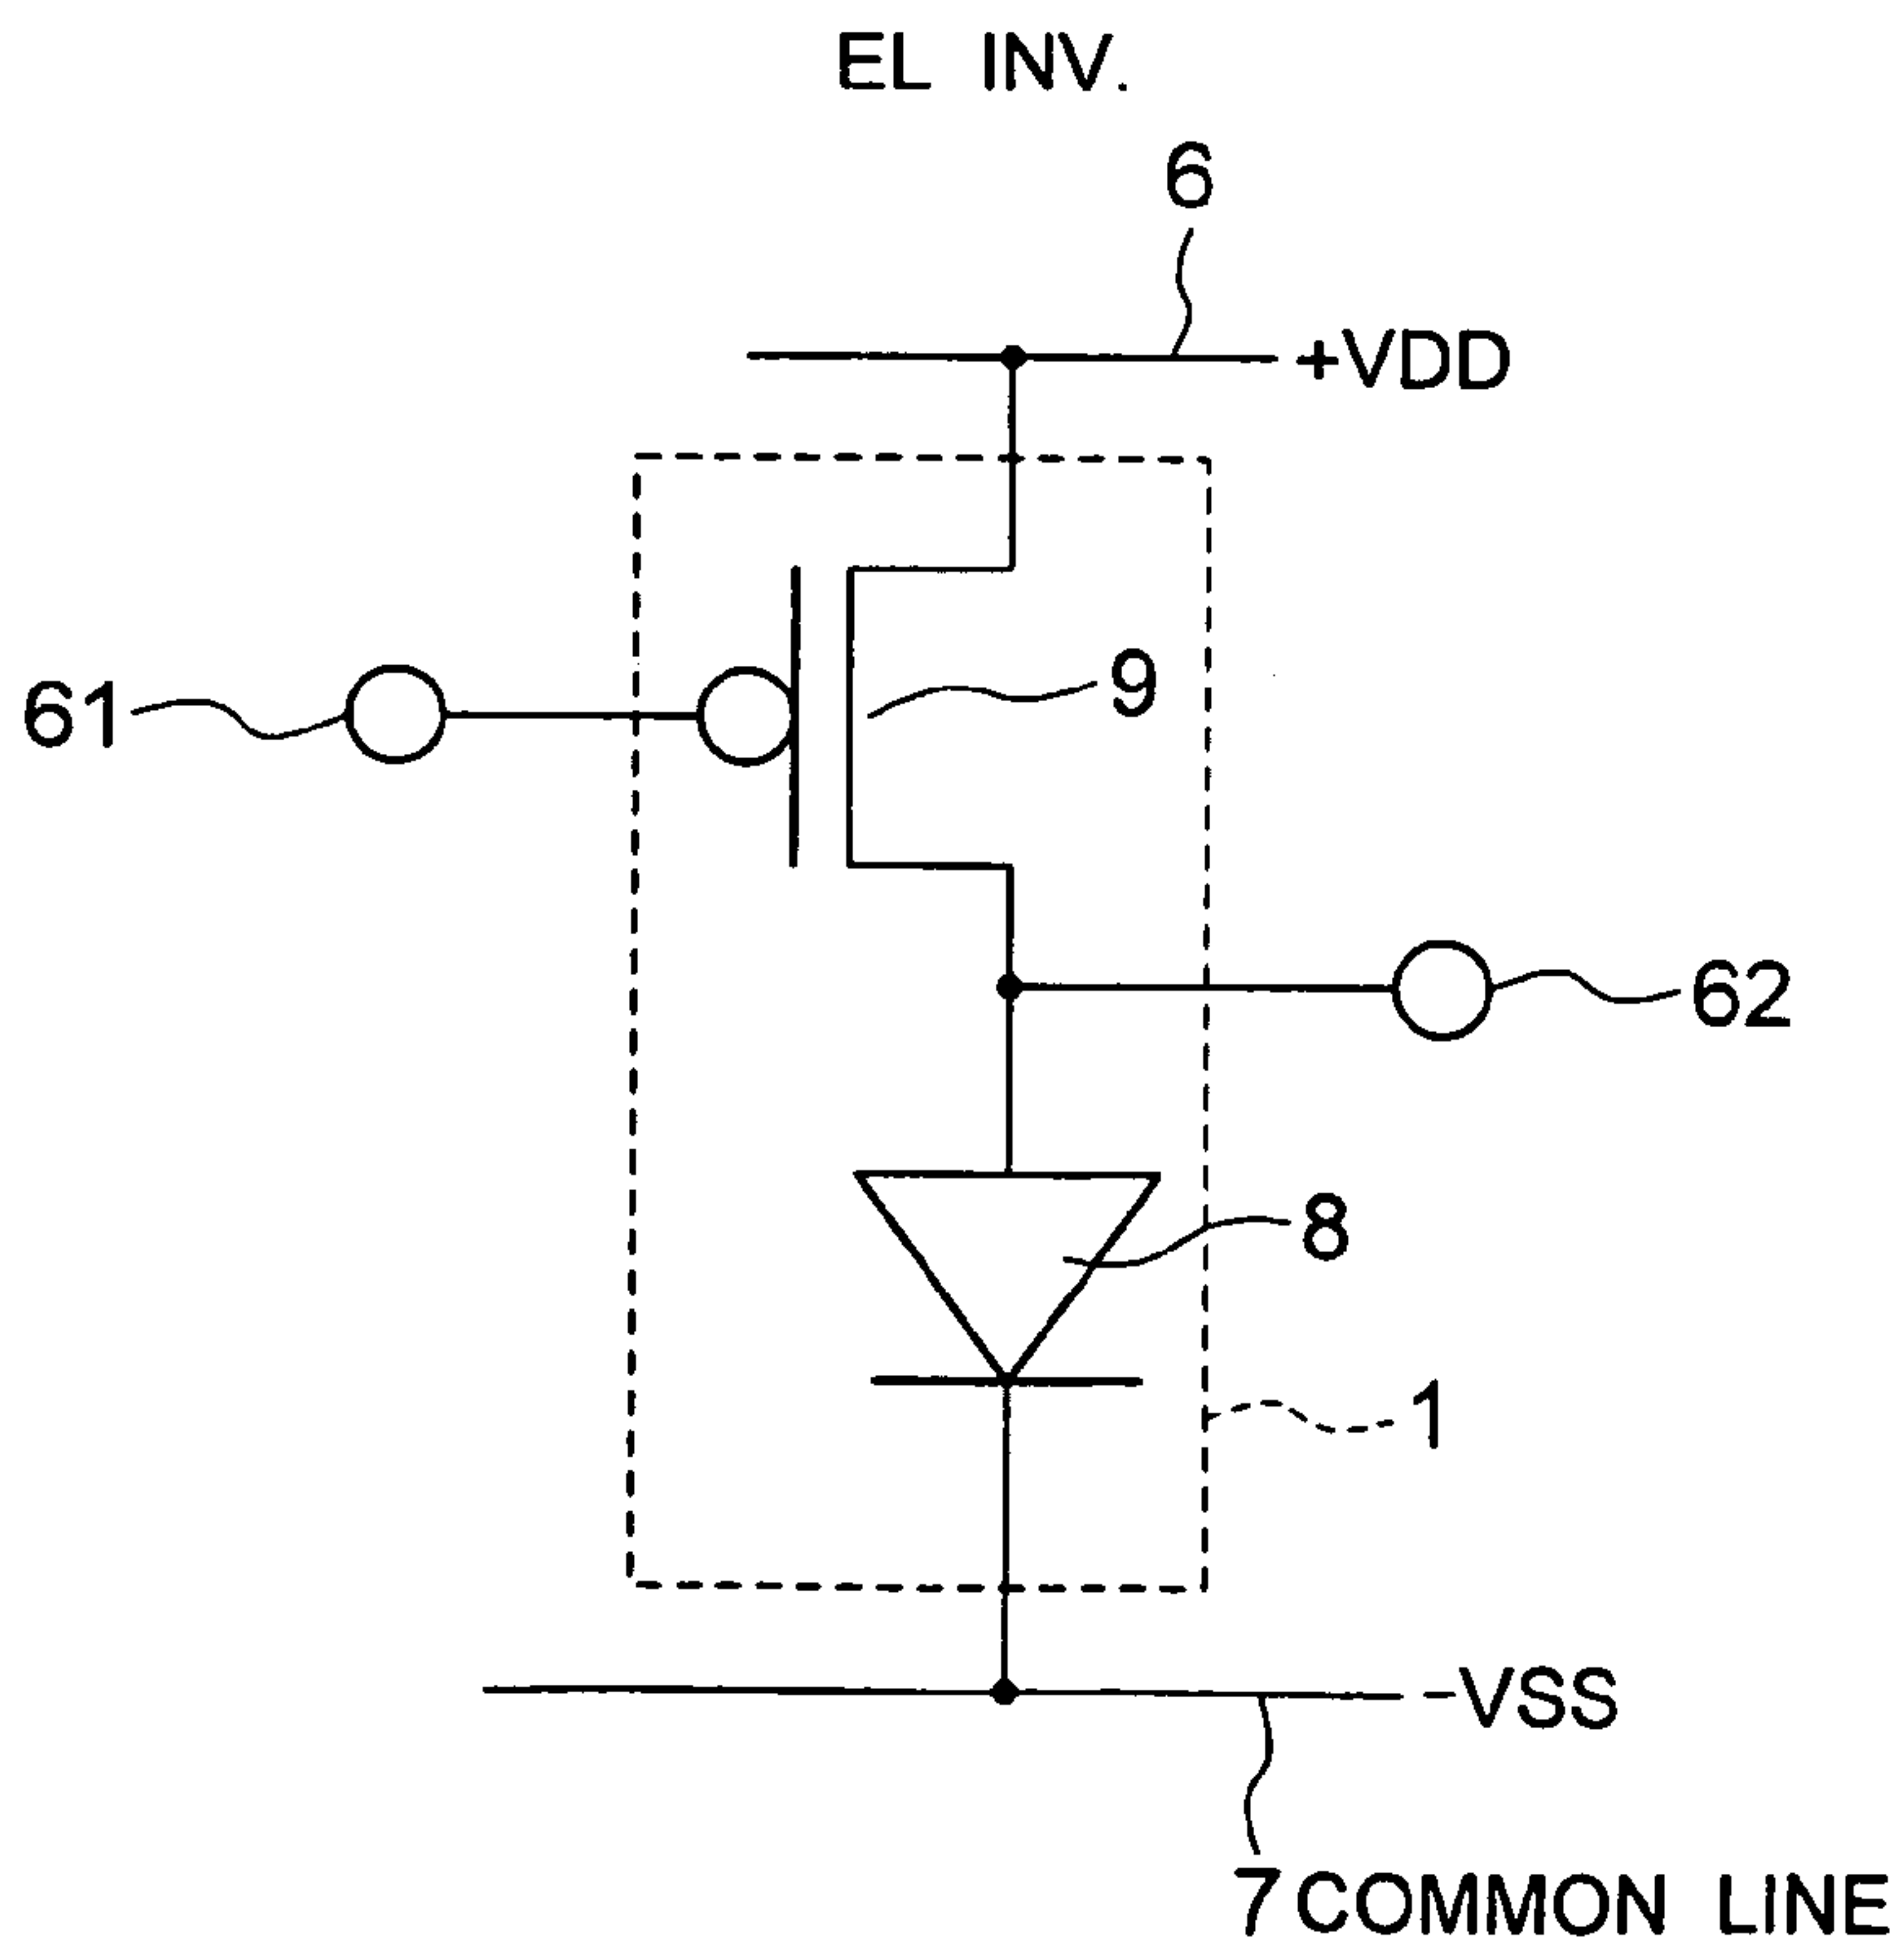 EL INV.
6
+VDD
61
9
62
8
1
-VSS
7 COMMON LINE